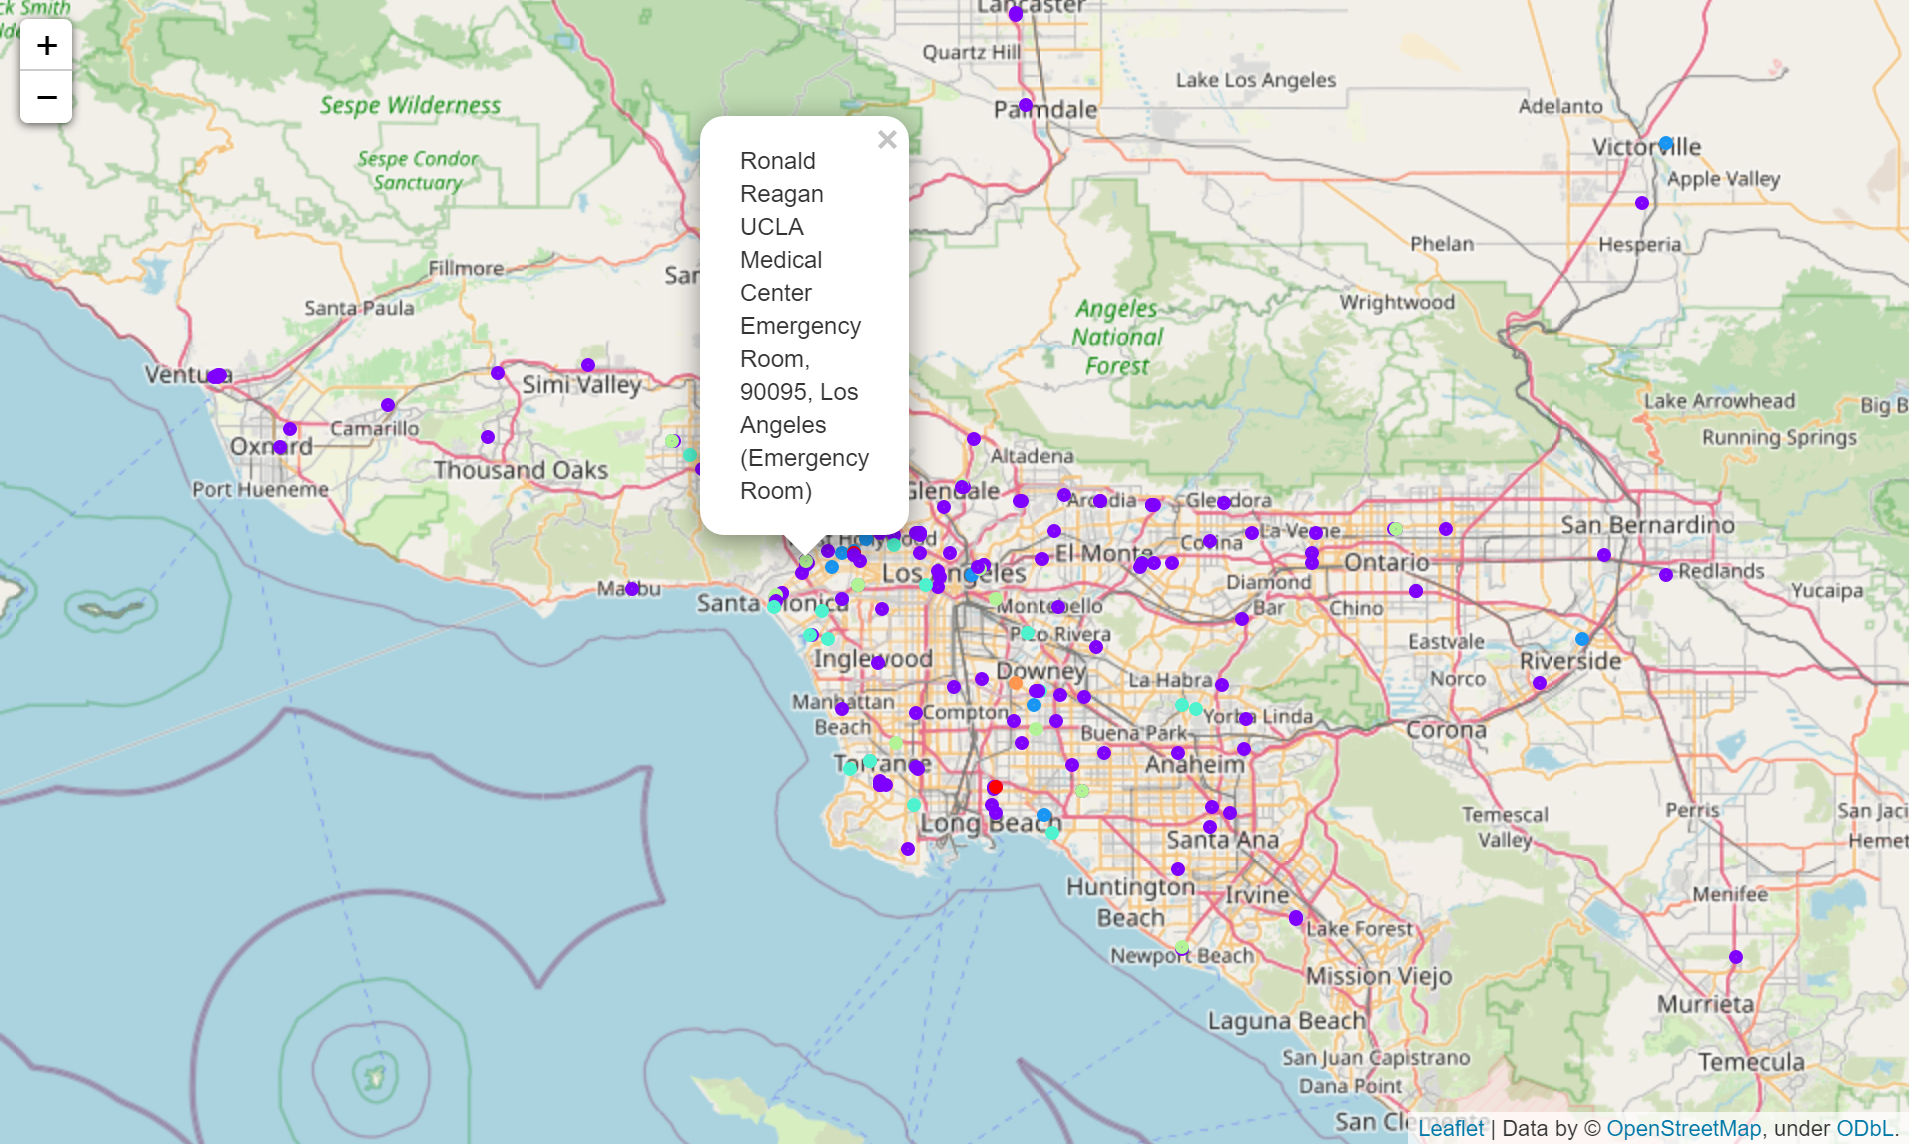 ck Smith
Lancaster
+
Quartz Hill
Lake Los Angeles
−
Sespe Wilderness
Palmdale
Adelanto
Victorville
×
Sespe Condor
Sanctuary
Apple Valley
Ronald
Reagan
UCLA
Medical
Center
Emergency
Room,
90095, Los
Angeles
(Emergency
Room)
Phelan
Hesperia
Fillmore
Santa Paula
Wrightwood
Angeles
National
Forest
Ventura
Simi Valley
Lake Arrowhead
Big B
Camarillo
Running Springs
Oxnard
Altadena
Thousand Oaks
Port Hueneme
Glendale
Arcadia
Glendora
San Bernardino
La Verne
Covina
El Monte
Ontario
Los Angeles
Redlands
Malbu
Diamond
Bar
Yucaipa
Santa Monica
Montebello
Chino
Pico Rivera
Eastvale
Inglewood
Downey
Riverside
La Habra
Norco
Manhattan
Beach
Compton
Yorba Linda
Buena Park
Corona
Torrance
Anaheim
Long Beach
Temescal
Valley
Perris
San Jaci
Hemet
Santa Ana
Huntington
Beach
Irvine
Menifee
Lake Forest
Newport Beach
Mission Viejo
Murrieta
Laguna Beach
San Juan Capistrano
Temecula
Dana Point
San Clemente
Leaflet | Data by © OpenStreetMap, under ODbL.